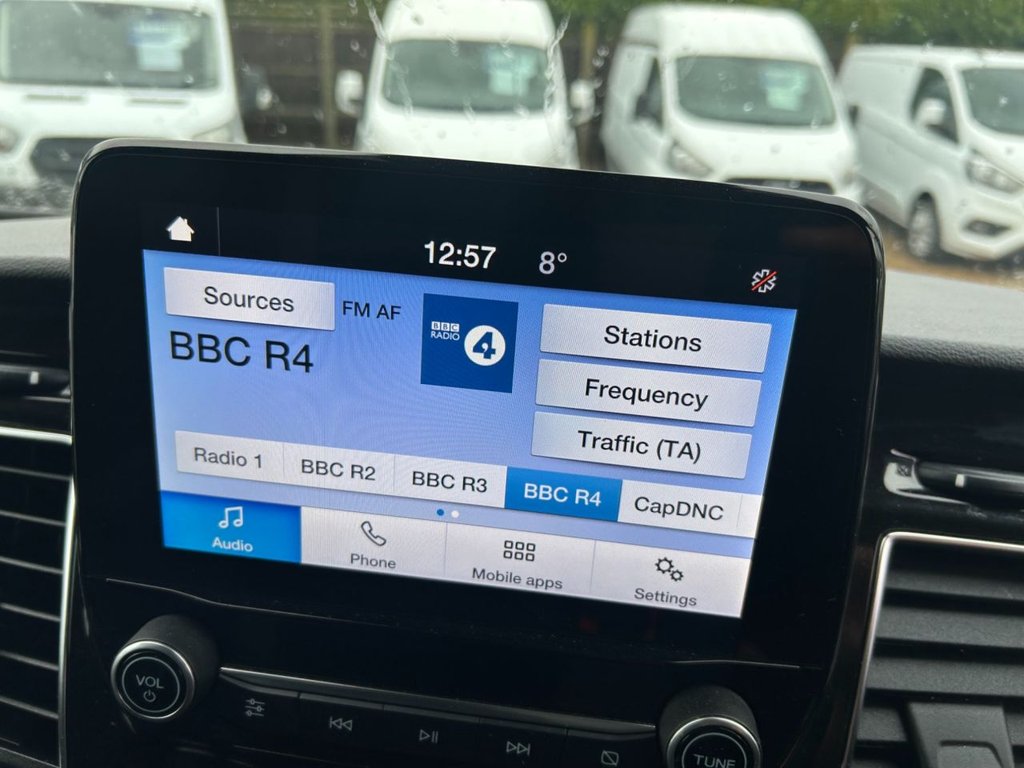 12:57 8°
Sources
FM AF
BBC
RADIO
4
Stations
BBC R4
Frequency
Traffic (TA)
Radio 1
BBC R2
BBC R3
BBC R4
CapDNC
Audio
Phone
Mobile apps
Settings
VOL
TUNE